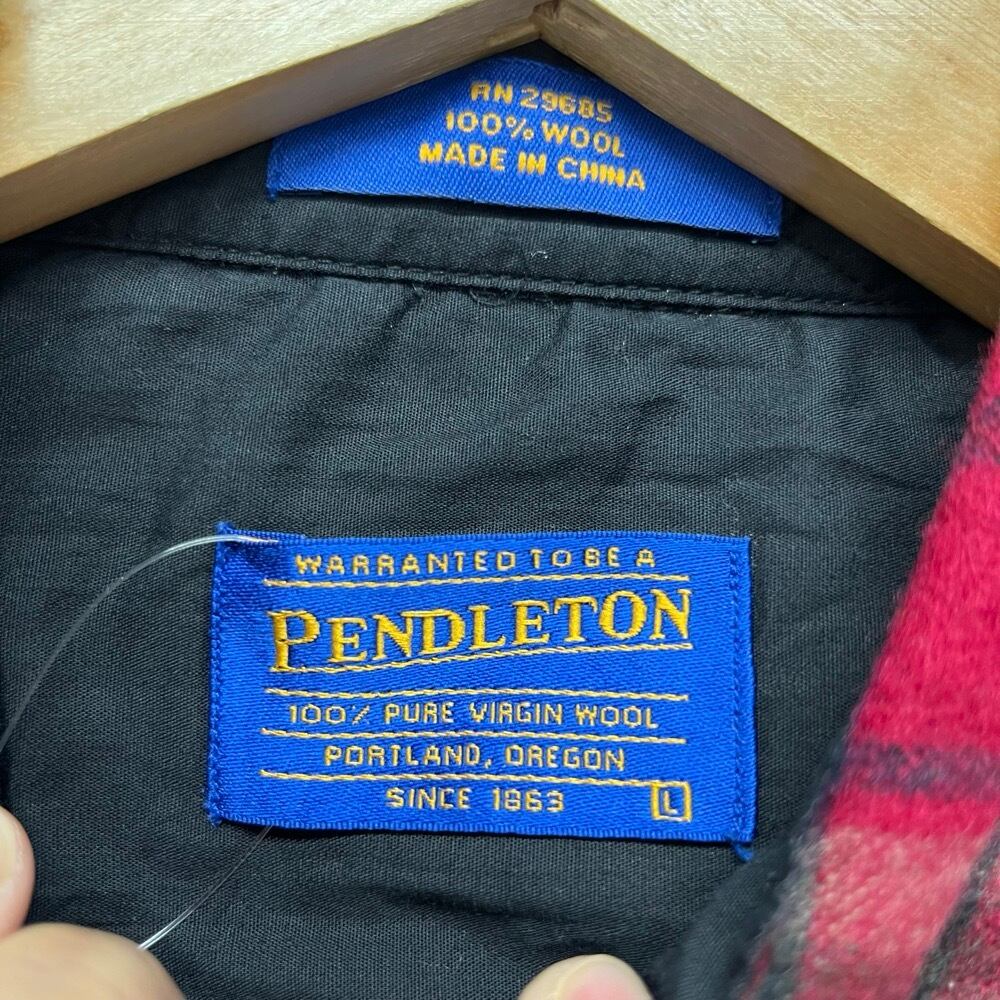 RN 29685
100% WOOL
MADE IN CHINA
WARRANTED TO BE A
PENDLETON
100% PURE VIRGIN WOOL
PORTLAND, OREGON
SINCE 1863
L